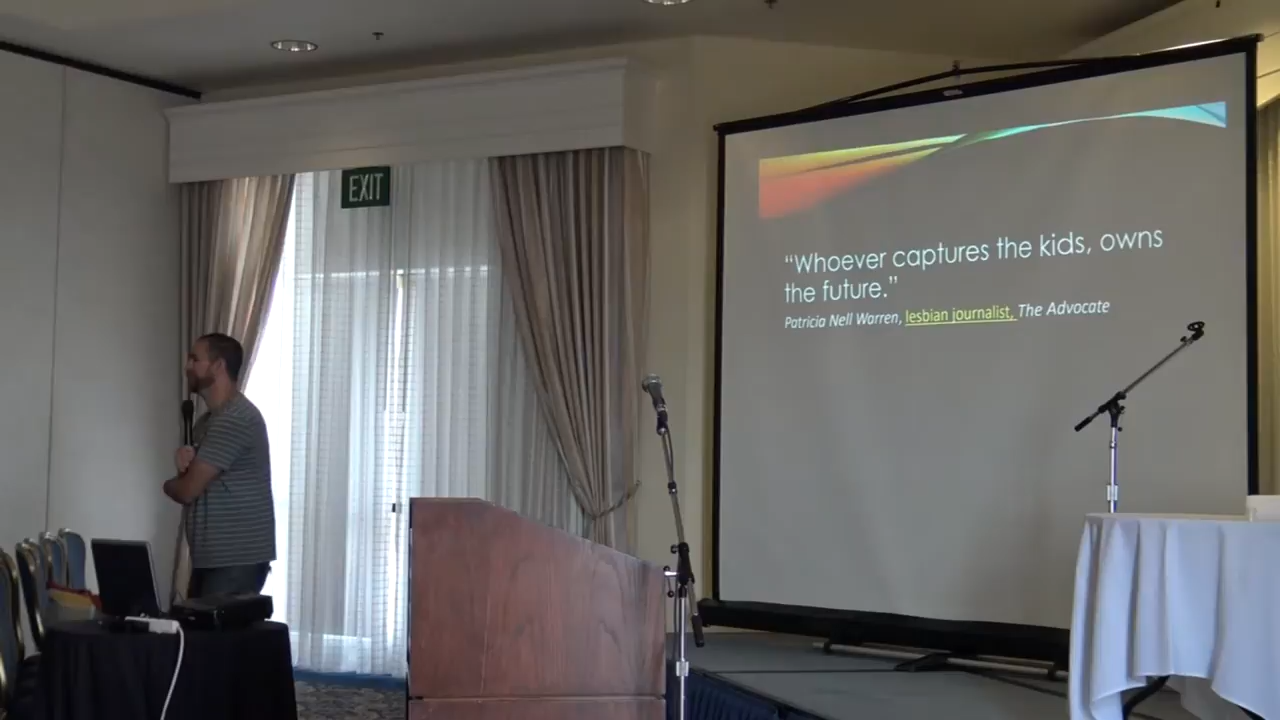 EXIT
“Whoever captures the kids, owns
the future.”
Patricia Nell Warren, lesbian journalist, The Advocate